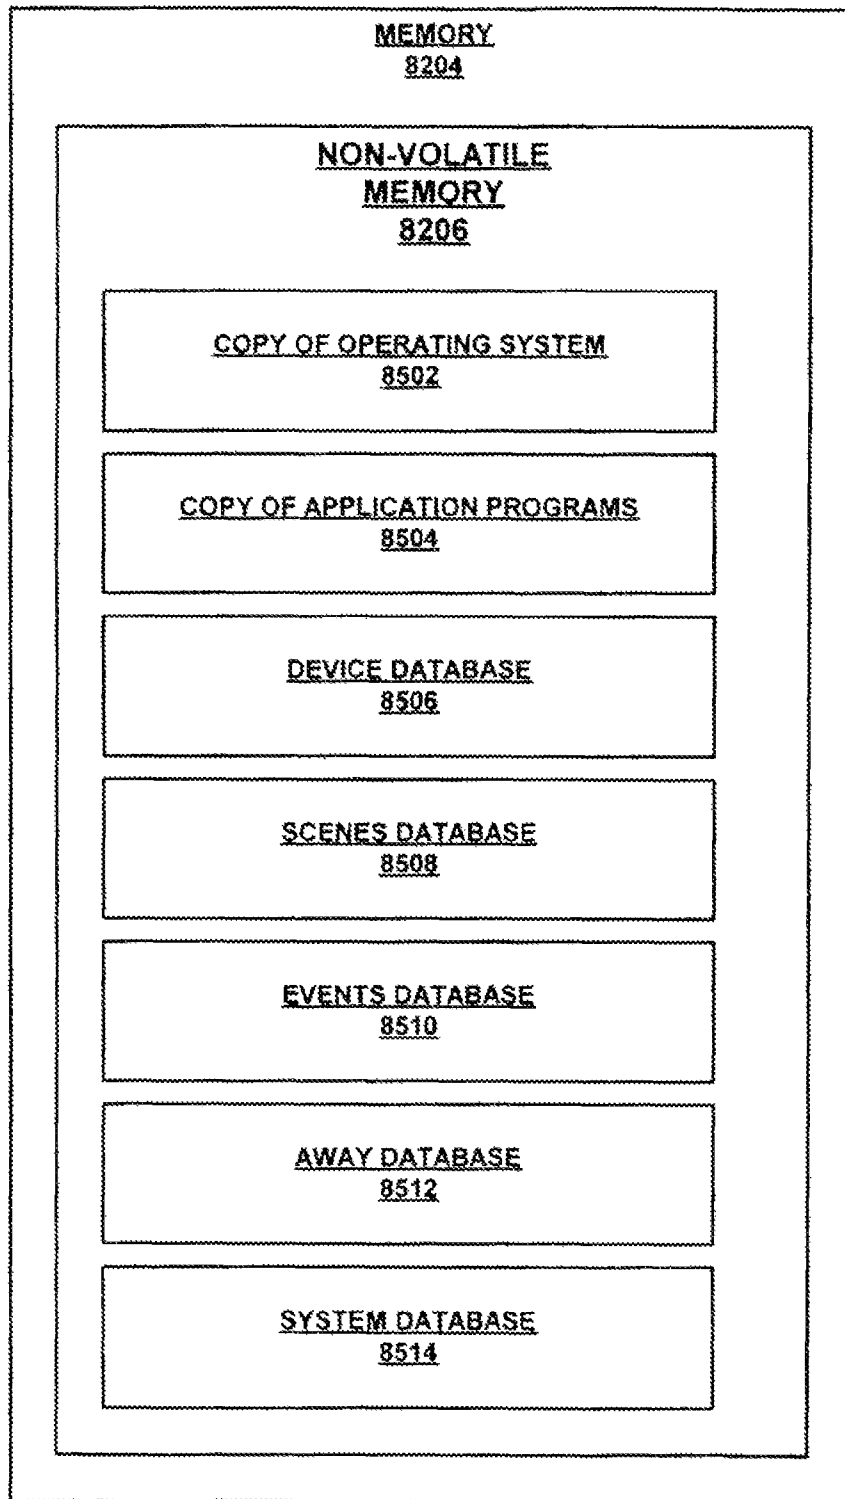 MEMORY
8204
NON-VOLATILE
MEMORY
8206
COPY OF OPERATING SYSTEM
8502
COPY OF APPLICATION PROGRAMS
8504
DEVICE DATABASE
8506
SCENES DATABASE
8508
EVENTS DATABASE
8510
AWAY DATABASE
8512
SYSTEM DATABASE
8514